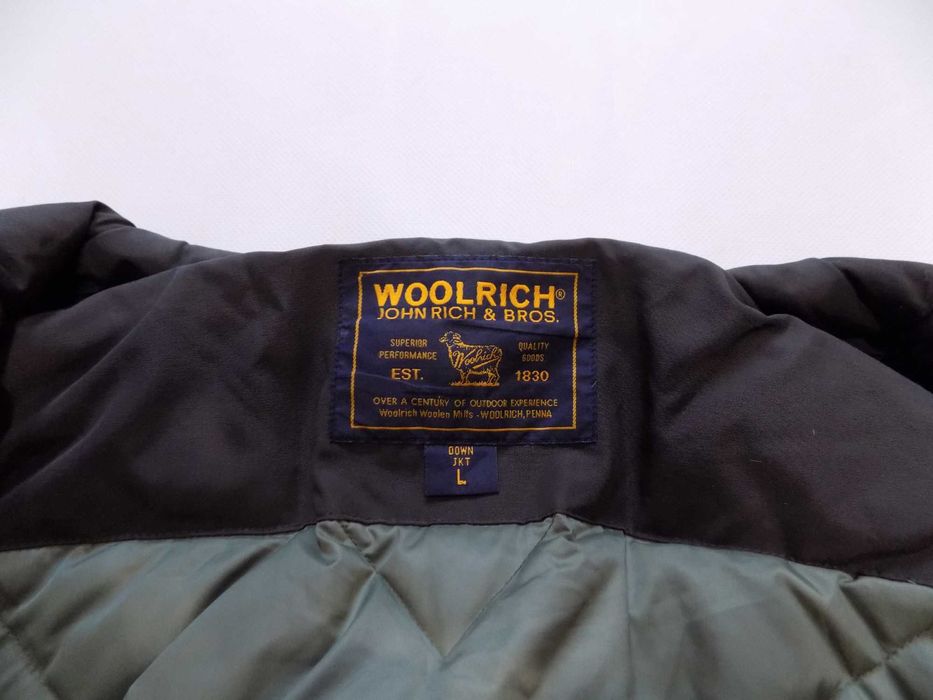 WOOLRICH®
JOHN RICH & BROS.
SUPERIOR
PERFORMANCE
Woolrich
QUALITY
GOODS
EST. 1830
OVER A CENTURY OF OUTDOOR EXPERIENCE
Woolrich Woolen Mills - WOOLRICH, PENNA
DOWN
JKT
L